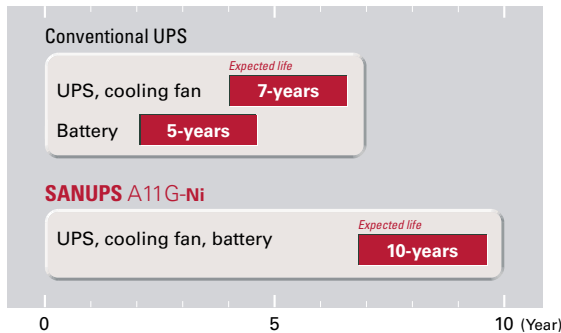 Conventional UPS
Expected life
UPS, cooling fan 7-years
Battery 5-years
SANUPS A11G-Ni
Expected life
UPS, cooling fan, battery 10-years
0 5 10 (Year)